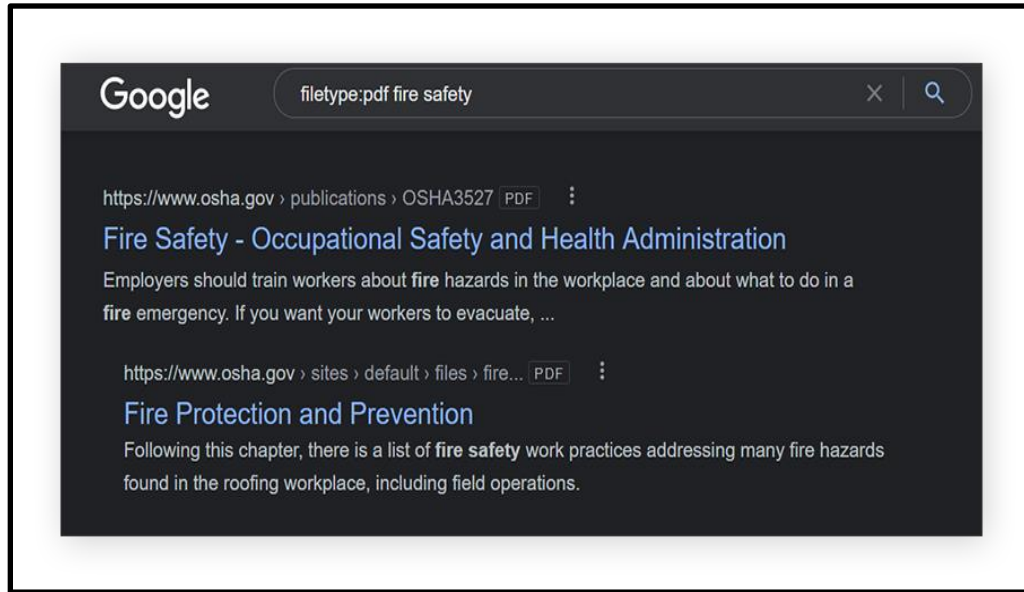 Google
filetype:pdf fire safety
https://www.osha.gov › publications › OSHA3527 PDF
Fire Safety - Occupational Safety and Health Administration
Employers should train workers about fire hazards in the workplace and about what to do in a
fire emergency. If you want your workers to evacuate, ...
https://www.osha.gov › sites › default › files › fire... PDF
Fire Protection and Prevention
Following this chapter, there is a list of fire safety work practices addressing many fire hazards
found in the roofing workplace, including field operations.